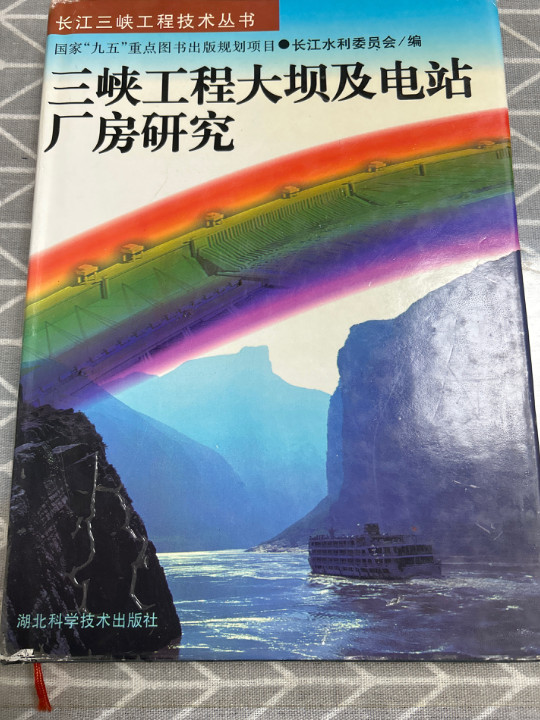 长江三峡工程技术丛书
国家“九五”重点图书出版规划项目●长江水利委员会/编
三峡工程大坝及电站
厂房研究
湖北科学技术出版社